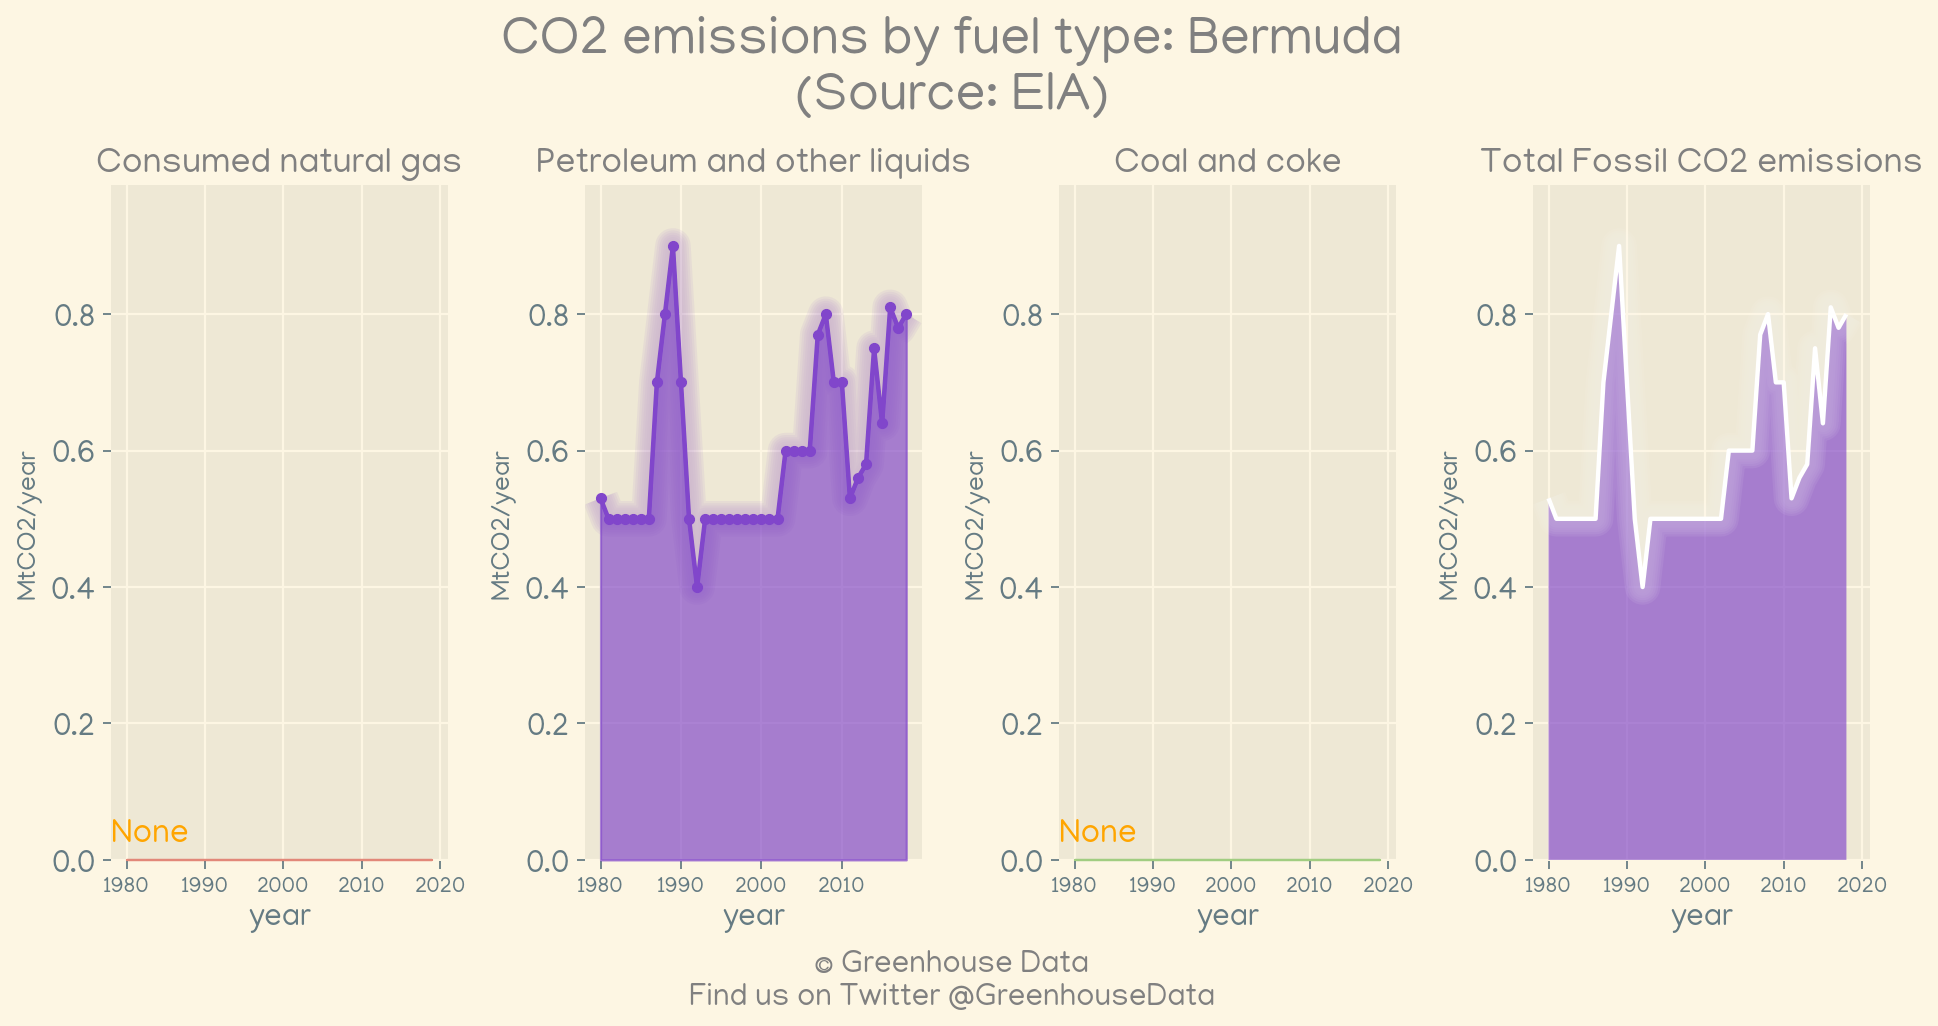 CO2 emissions by fuel type: Bermuda
(Source: EIA)
Consumed natural gas
MtCO2/year
0.8
0.6
0.4
0.2
0.0
None
1980 1990 2000 2010 2020
year
Petroleum and other liquids
MtCO2/year
0.8
0.6
0.4
0.2
0.0
1980 1990 2000 2010
year
Coal and coke
MtCO2/year
0.8
0.6
0.4
0.2
0.0
None
1980 1990 2000 2010 2020
year
Total Fossil CO2 emissions
MtCO2/year
0.8
0.6
0.4
0.2
0.0
1980 1990 2000 2010 2020
year
© Greenhouse Data
Find us on Twitter @GreenhouseData